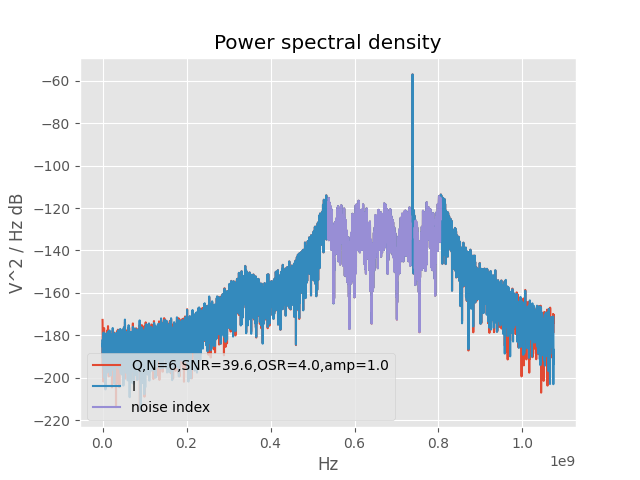 Power spectral density
V^2 / Hz dB
−60
−80
−100
−120
−140
−160
−180
−200
−220
Q,N=6,SNR=39.6,OSR=4.0,amp=1.0
I
noise index
0.0 0.2 0.4 0.6 0.8 1.0
1e9
Hz